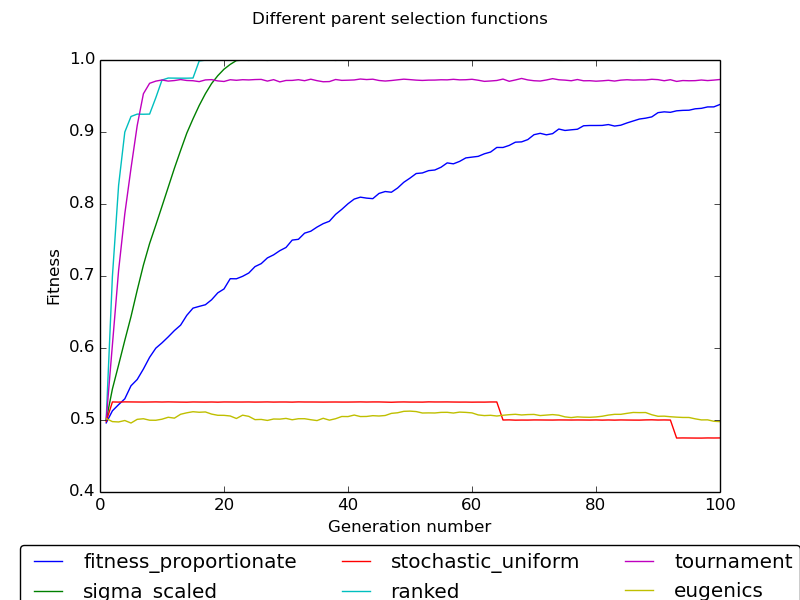 Different parent selection functions
1.0
0.9
0.8
0.7
0.6
0.5
0.4
Fitness
0 20 40 60 80 100
Generation number
fitness_proportionate stochastic_uniform tournament
sigma_scaled ranked eugenics